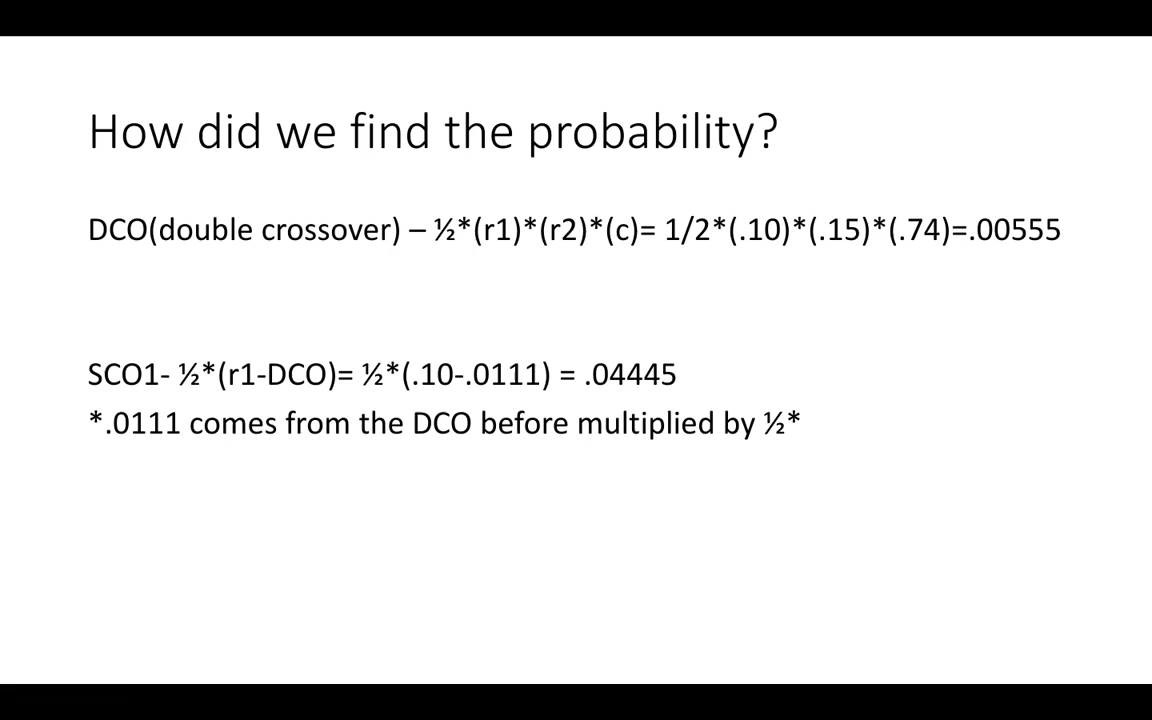 How did we find the probability?
DCO(double crossover) – ½*(r1)*(r2)*(c)= 1/2*(.10)*(.15)*(.74)=.00555
SCO1- ½*(r1-DCO)= ½*(.10-.0111) = .04445
*.0111 comes from the DCO before multiplied by ½*